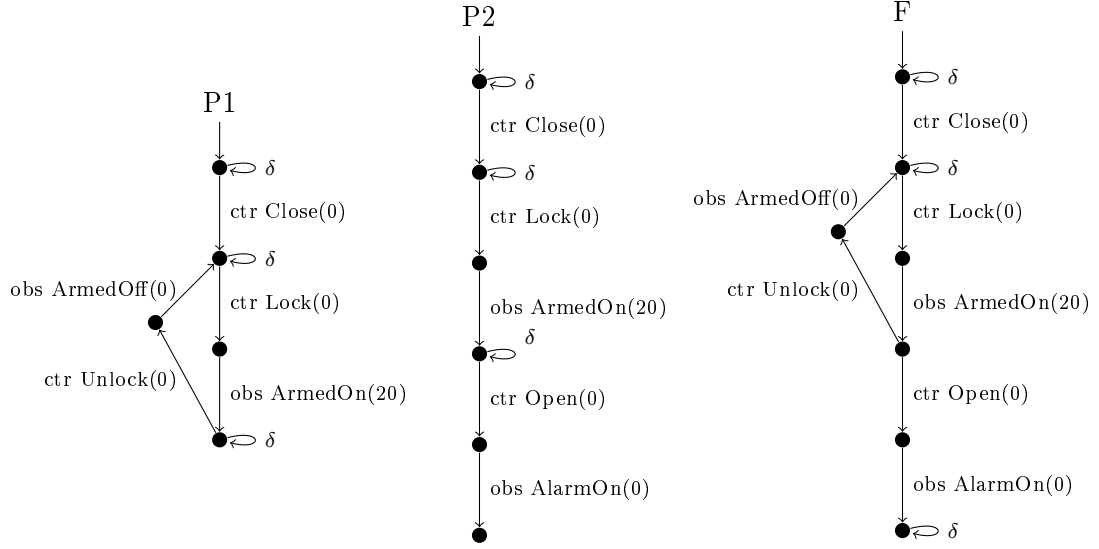 P1
δ
ctr Close(0)
δ
obs ArmedOff(0)
ctr Lock(0)
ctr Unlock(0)
obs ArmedOn(20)
δ
P2
δ
ctr Close(0)
δ
ctr Lock(0)
obs ArmedOn(20)
δ
ctr Open(0)
obs AlarmOn(0)
F
δ
ctr Close(0)
δ
obs ArmedOff(0)
ctr Lock(0)
ctr Unlock(0)
obs ArmedOn(20)
ctr Open(0)
obs AlarmOn(0)
δ